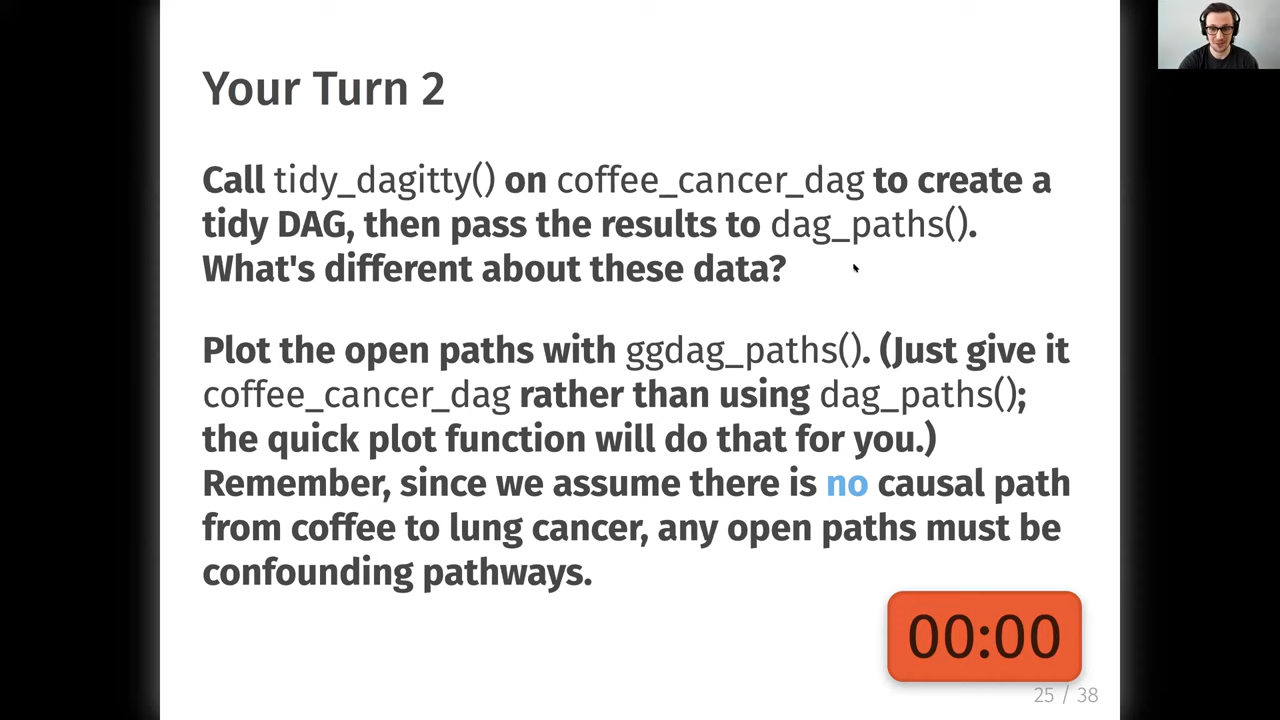 Your Turn 2
Call tidy_dagitty() on coffee_cancer_dag to create a
tidy DAG, then pass the results to dag_paths().
What's different about these data?
Plot the open paths with ggdag_paths(). (Just give it
coffee_cancer_dag rather than using dag_paths();
the quick plot function will do that for you.)
Remember, since we assume there is no causal path
from coffee to lung cancer, any open paths must be
confounding pathways.
00:00
25 / 38